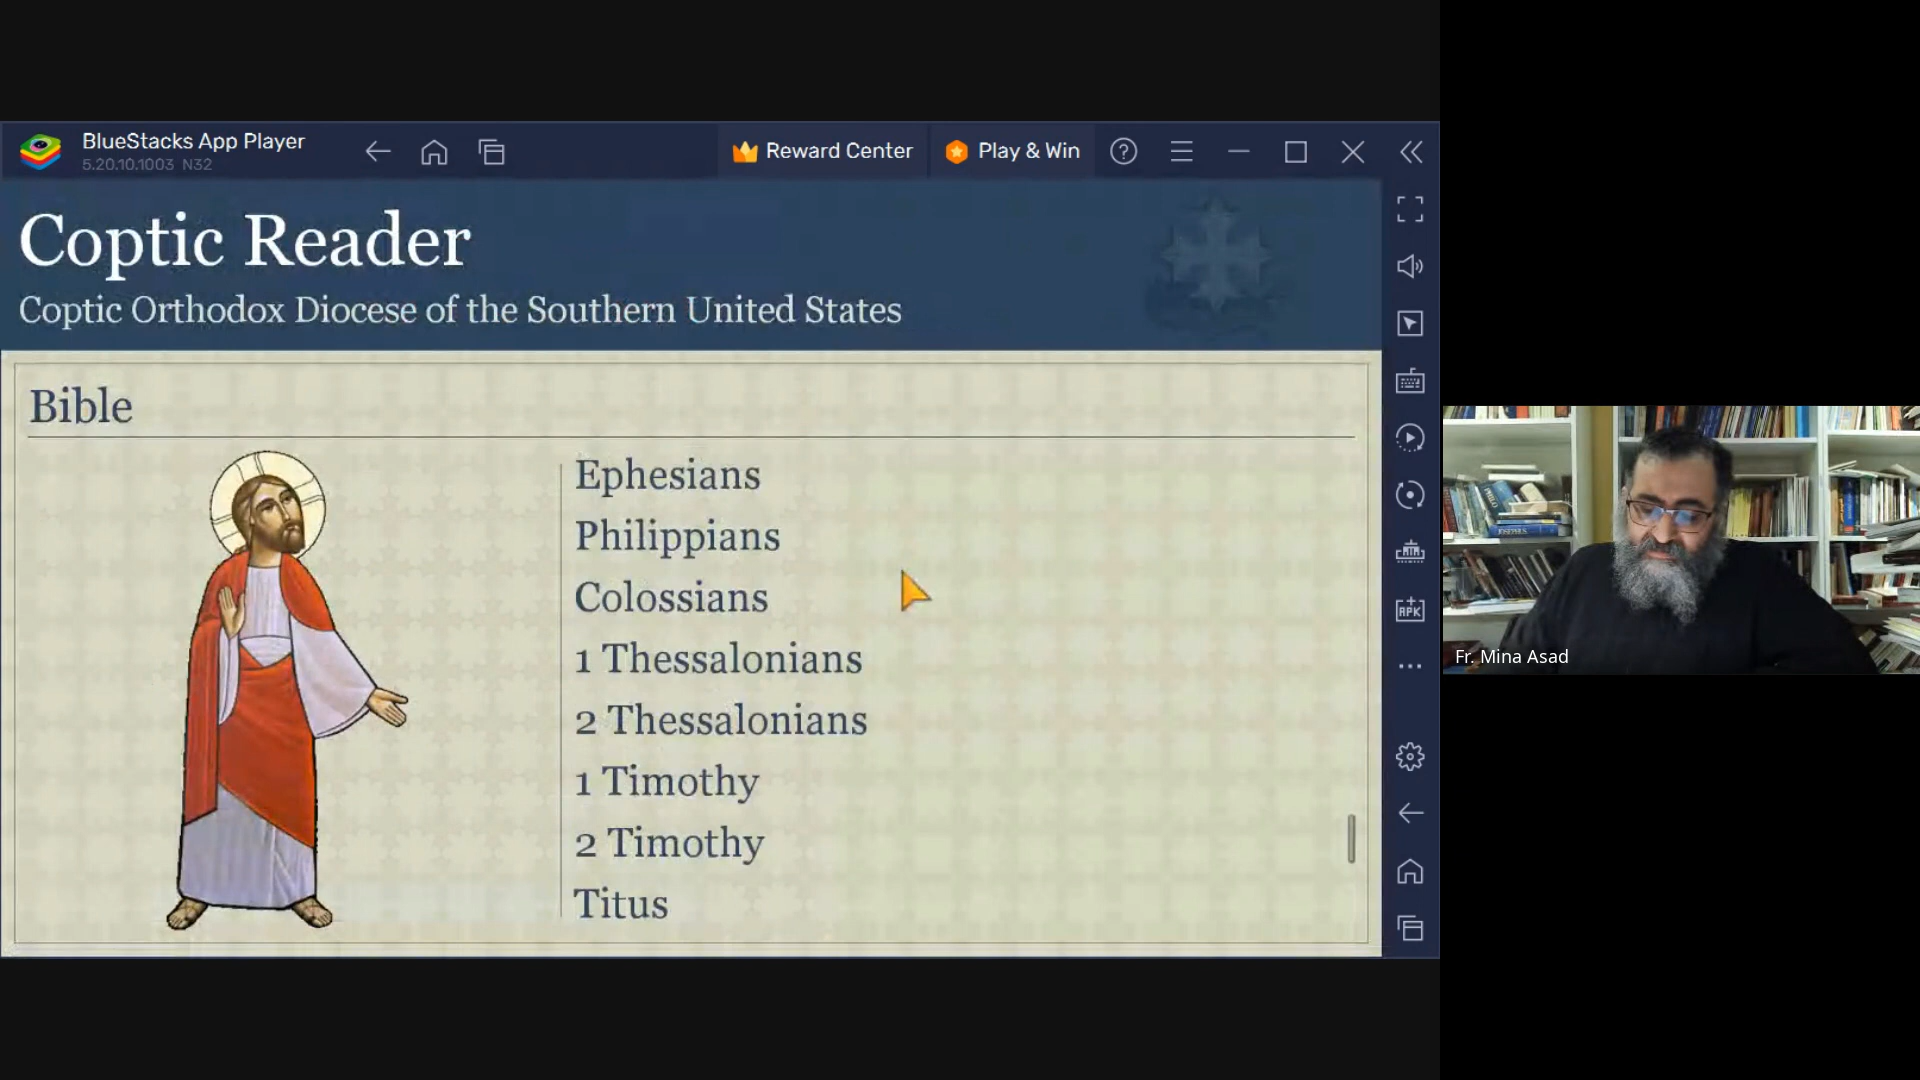 BlueStacks App Player
5.20.10.1003 N32
Reward Center
Play & Win
Coptic Reader
Coptic Orthodox Diocese of the Southern United States
Bible
Ephesians
Philippians
Colossians
1 Thessalonians
2 Thessalonians
1 Timothy
2 Timothy
Titus
APK
Fr. Mina Asad